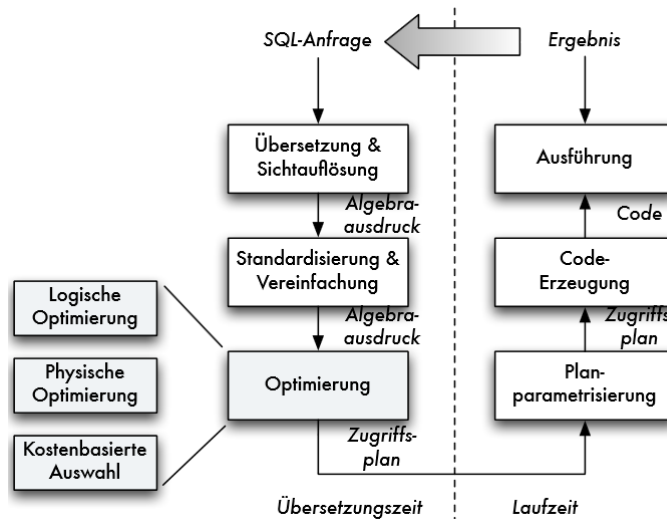 SQL-Anfrage
Ergebnis
Übersetzung &
Sichtauflösung
Ausführung
Algebra-
ausdruck
Code
Standardisierung &
Vereinfachung
Code-
Erzeugung
Logische
Optimierung
Algebra-
ausdruck
Zugriffs-
plan
Physische
Optimierung
Optimierung
Plan-
parametrisierung
Kostenbasierte
Auswahl
Zugriffs-
plan
Übersetzungszeit
Laufzeit